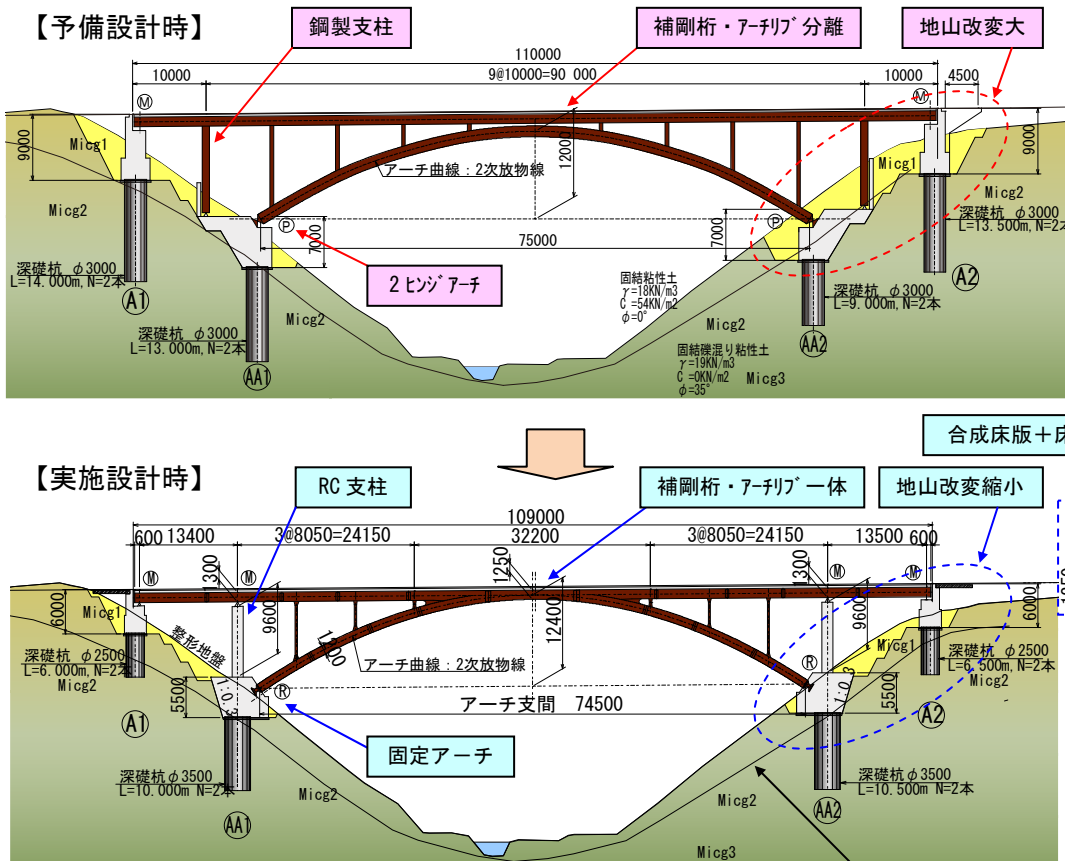 【予備設計時】
鋼製支柱
補剛桁・アーチリブ分離
地山改変大
110000
10000
9@10000=90 000
10000
4500
Ⓜ
Ⓜ
9000
9000
Micg1
Micg1
Micg2
Micg2
12000
アーチ曲線：2次放物線
Ⓟ
Ⓟ
7000
7000
75000
2ヒンジアーチ
深礎杭 φ3000
L=14.000m, N=2本
A1
深礎杭 φ3000
L=13.000m, N=2本
AA1
Micg2
固結粘性土
γ=18KN/m3
C =54KN/m2
φ=0°
Micg2
固結礫混り粘性土
γ=19KN/m3
C =0KN/m2
φ=35°
Micg3
深礎杭 φ3000
L=9.000m, N=2本
AA2
深礎杭 φ3000
L=13.500m, N=2本
A2
合成床版＋床
【実施設計時】
RC 支柱
補剛桁・アーチリブ一体
地山改変縮小
109000
600
13400
3@8050=24150
32200
3@8050=24150
13500
600
Ⓜ
Ⓜ
Ⓜ
Ⓜ
1300
1250
1300
6000
9600
12400
9600
6000
Micg1
Micg1
整形地盤
アーチ曲線：2次放物線
Ⓡ
Ⓡ
5500
5500
アーチ支間 74500
固定アーチ
深礎杭 φ2500
L=6.000m, N=2本
Micg2
A1
深礎杭 φ2500
L=6.500m, N=2本
Micg2
A2
深礎杭 φ3500
L=10.000m N=2本
AA1
Micg2
深礎杭 φ3500
L=10.500m N=2本
AA2
Micg2
Micg3